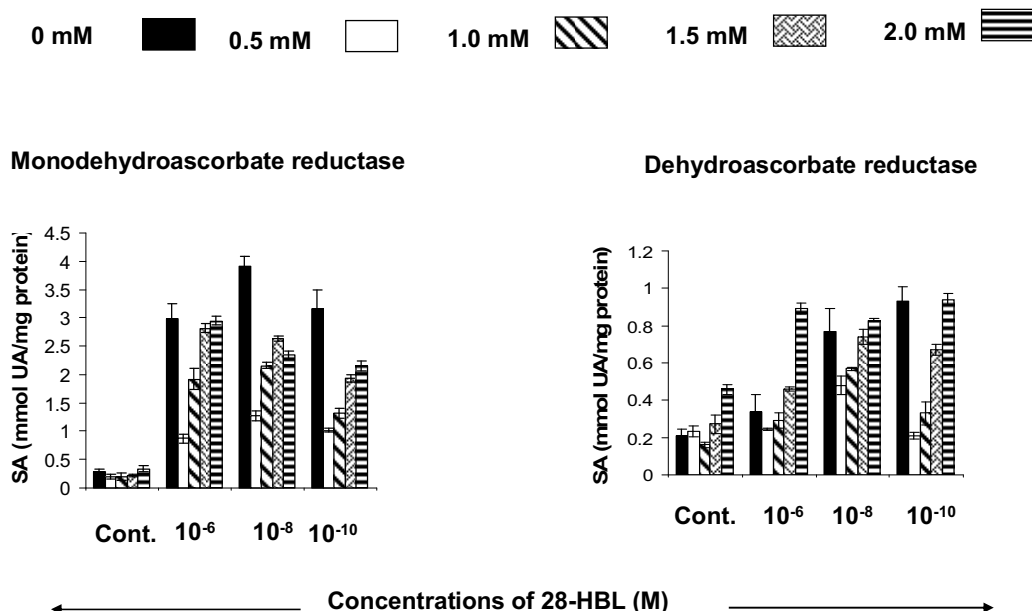 0 mM 0.5 mM 1.0 mM 1.5 mM 2.0 mM
Monodehydroascorbate reductase
SA (mmol UA/mg protein)
4.5
4
3.5
3
2.5
2
1.5
1
0.5
0
Cont. 10-6 10-8 10-10
Dehydroascorbate reductase
SA (mmol UA/mg protein)
1.2
1
0.8
0.6
0.4
0.2
0
Cont. 10-6 10-8 10-10
Concentrations of 28-HBL (M)